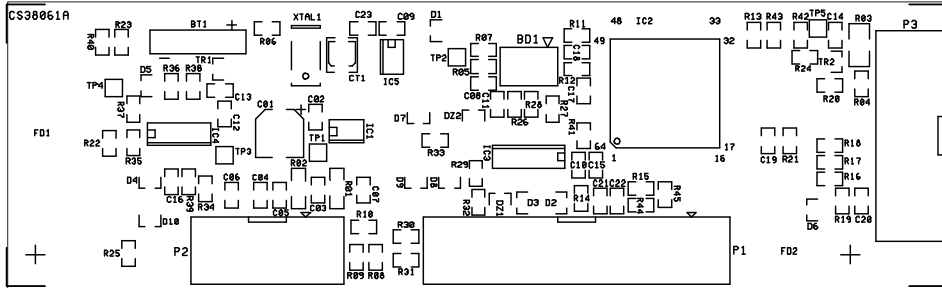 CS38061A
R40
R23
BT1
R06
XTAL1
C23
C09
D1
R07
BD1
R11
48
IC2
33
R13
R43
R42
TP5
C14
R03
P3
49
32
TP2
R05
C18
CT1
IC5
TR1
D5
R36
R38
R12
R24
TR2
TP4
C13
C08
C11
C17
R20
R04
R37
C12
C01
C02
R26
R28
R27
FD1
IC4
IC1
D7
DZ2
R41
R22
R35
TP3
TP1
R33
IC3
64
17
1
16
C19
R21
R18
R17
R16
R02
R29
C10
C15
D4
C16
R39
R34
C06
C04
C05
C03
R01
C07
D9
D8
R32
DZ1
D3
D2
R14
C21
C22
R15
R44
R45
D10
R10
D6
R19
C20
R25
P2
R30
R31
R09
R08
P1
FD2